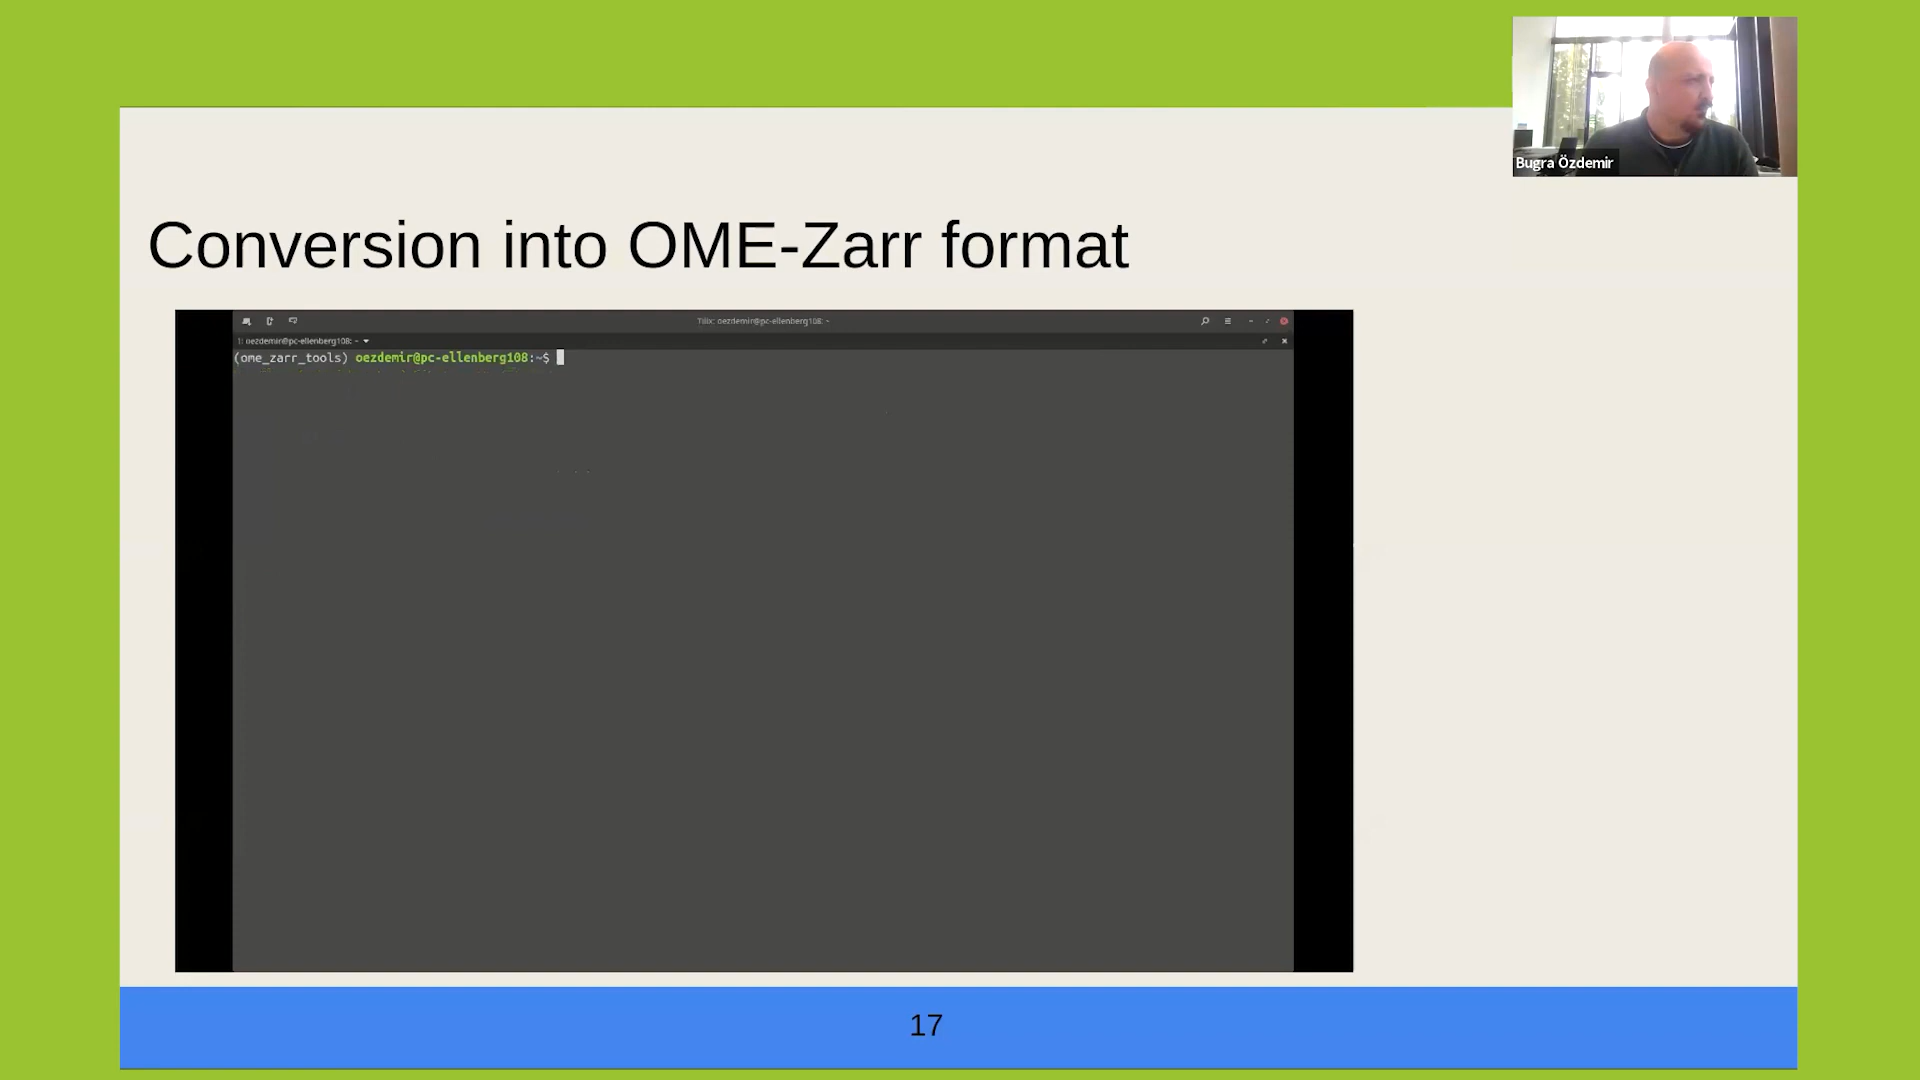 Bugra Özdemir
Conversion into OME-Zarr format
Tilix: oezdemir@pc-ellenberg108: ~
1: oezdemir@pc-ellenberg108: ~
(ome_zarr_tools) oezdemir@pc-ellenberg108:~$
17